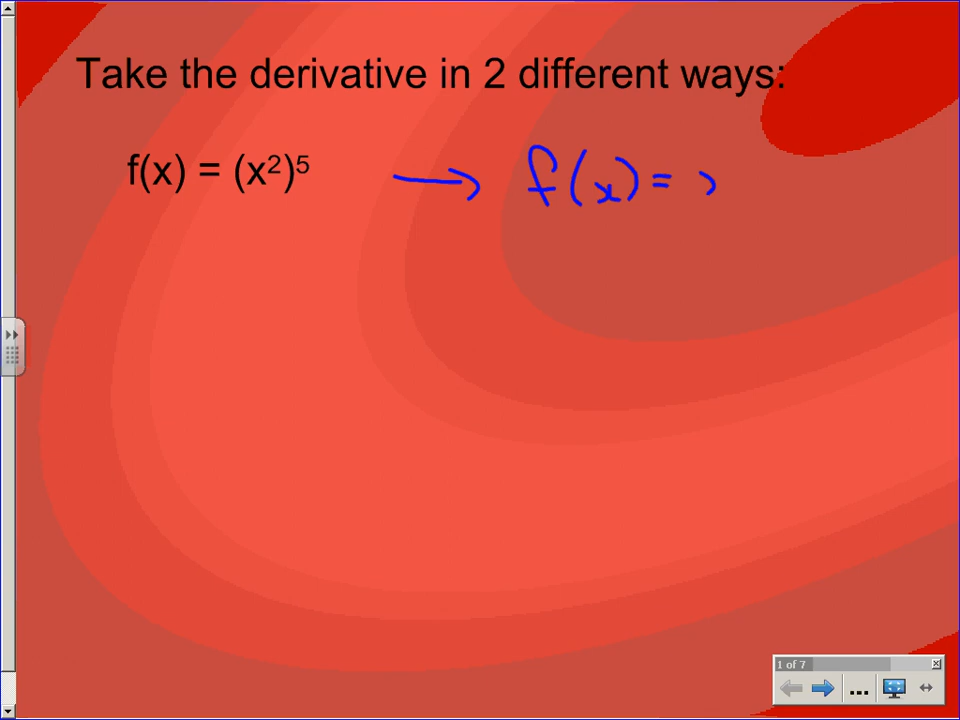 Take the derivative in 2 different ways:
f(x) = (x²)⁵ → f(x) =
1 of 7
...